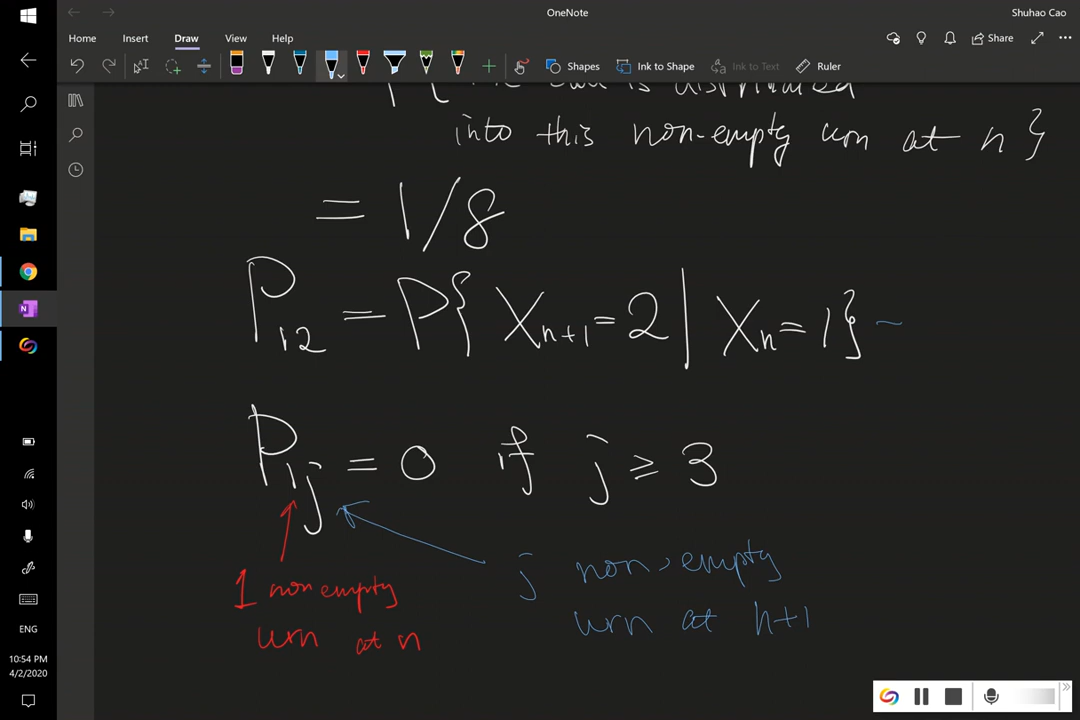 OneNote
Shuhao Cao
Home Insert Draw View Help
Share
Shapes Ink to Shape Ink to Text Ruler
is distributed
into this non-empty urn at n}
= 1/8
P₁₂ = P{ Xₙ₊₁ = 2 | Xₙ = 1}
P₁ⱼ = 0 if j ≥ 3
1 non empty
urn at n
j non-empty
urn at n+1
ENG
10:54 PM
4/2/2020